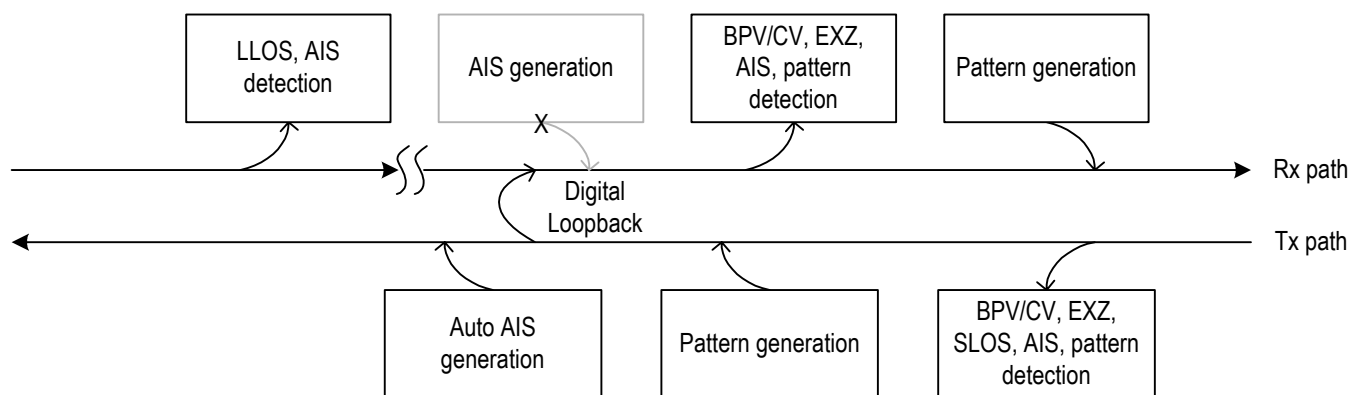 LLOS, AIS
detection
AIS generation
BPV/CV, EXZ,
AIS, pattern
detection
Pattern generation
X
Rx path
Digital
Loopback
Tx path
Auto AIS
generation
Pattern generation
BPV/CV, EXZ,
SLOS, AIS, pattern
detection